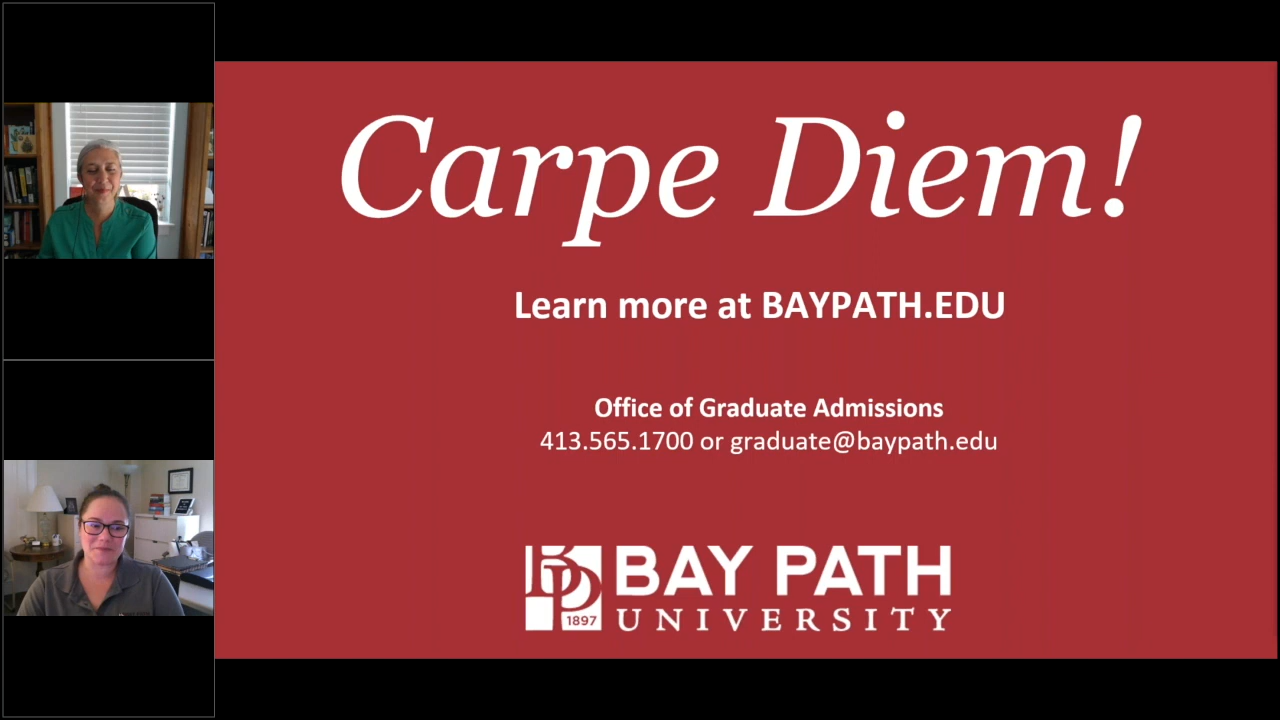 Carpe Diem!
Learn more at BAYPATH.EDU
Office of Graduate Admissions
413.565.1700 or graduate@baypath.edu
BP
1897
BAY PATH
UNIVERSITY